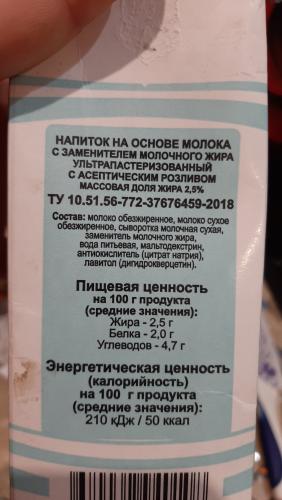 НАПИТОК НА ОСНОВЕ МОЛОКА
С ЗАМЕНИТЕЛЕМ МОЛОЧНОГО ЖИРА
УЛЬТРАПАСТЕРИЗОВАННЫЙ
С АСЕПТИЧЕСКИМ РОЗЛИВОМ
МАССОВАЯ ДОЛЯ ЖИРА 2,5%
ТУ 10.51.56-772-37676459-2018
Состав: молоко обезжиренное, молоко сухое
обезжиренное, сыворотка молочная сухая,
заменитель молочного жира,
вода питьевая, мальтодекстрин,
антиокислитель (цитрат натрия),
лавитол (дигидрокверцетин).
Пищевая ценность
на 100 г продукта
(средние значения):
Жира - 2,5 г
Белка - 2,0 г
Углеводов - 4,7 г
Энергетическая ценность
(калорийность)
на 100 г продукта
(средние значения):
210 кДж / 50 ккал